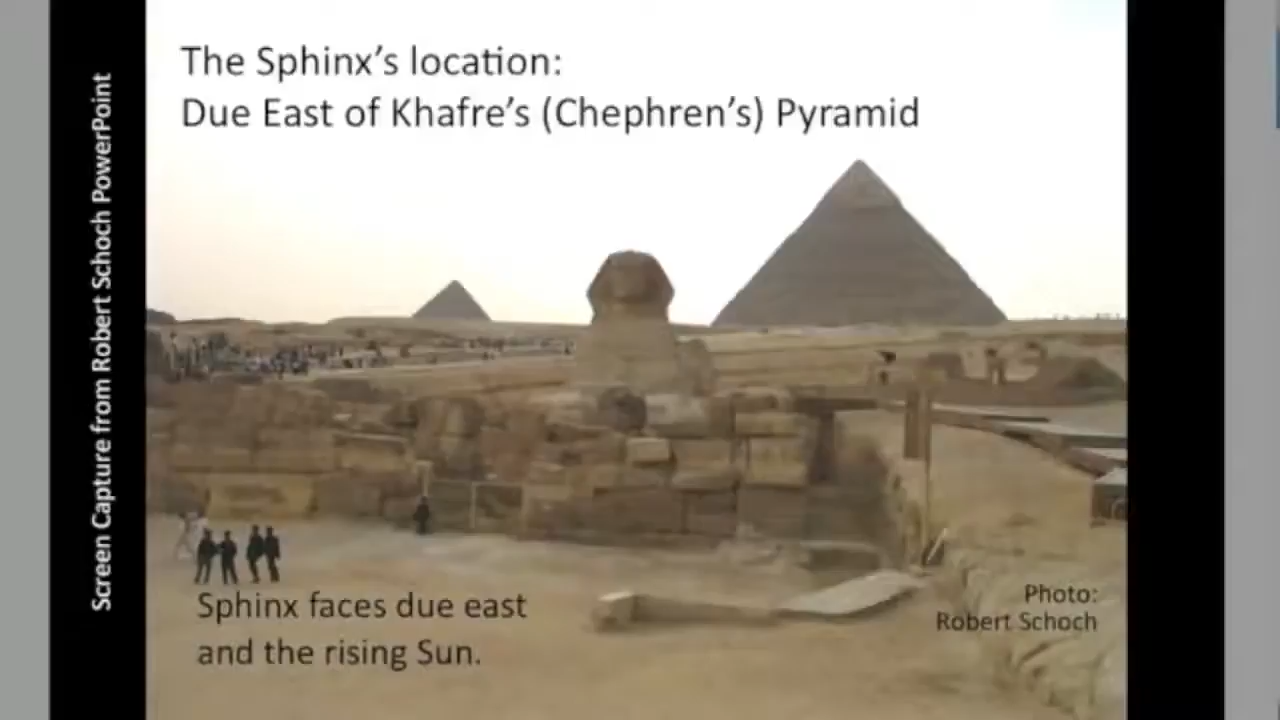 Screen Capture from Robert Schoch PowerPoint
The Sphinx's location:
Due East of Khafre's (Chephren's) Pyramid
Sphinx faces due east
and the rising Sun.
Photo:
Robert Schoch